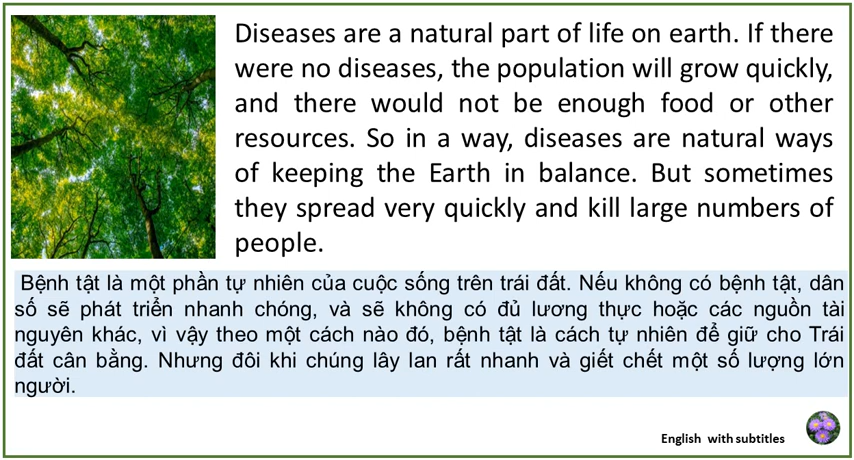 Diseases are a natural part of life on earth. If there
were no diseases, the population will grow quickly,
and there would not be enough food or other
resources. So in a way, diseases are natural ways
of keeping the Earth in balance. But sometimes
they spread very quickly and kill large numbers of
people.
Bệnh tật là một phần tự nhiên của cuộc sống trên trái đất. Nếu không có bệnh tật, dân
số sẽ phát triển nhanh chóng, và sẽ không có đủ lương thực hoặc các nguồn tài
nguyên khác, vì vậy theo một cách nào đó, bệnh tật là cách tự nhiên để giữ cho Trái
đất cân bằng. Nhưng đôi khi chúng lây lan rất nhanh và giết chết một số lượng lớn
người.
English with subtitles